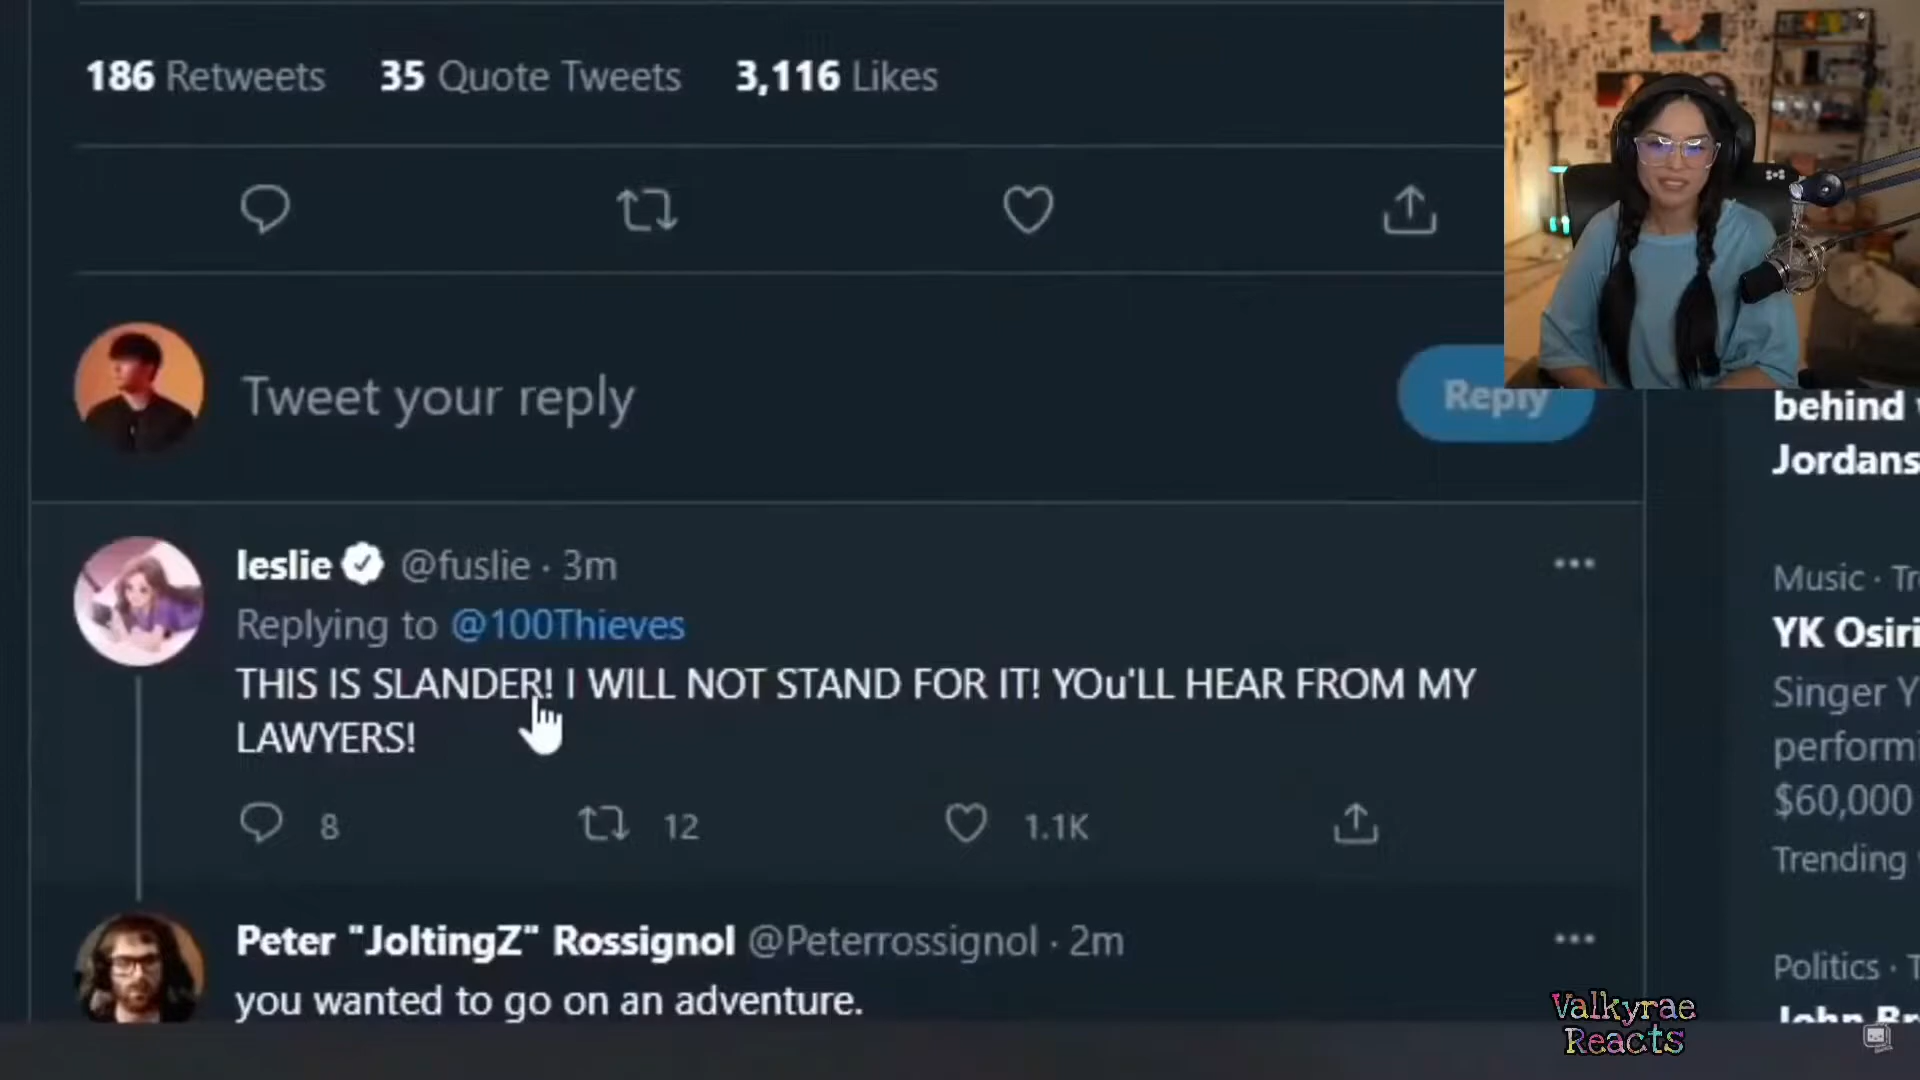 186 Retweets 35 Quote Tweets 3,116 Likes
Tweet your reply
Reply
behind
Jordans
leslie @fuslie · 3m
Replying to @100Thieves
THIS IS SLANDER! I WILL NOT STAND FOR IT! YOu'LL HEAR FROM MY
LAWYERS!
8 12 1.1K
Music ·
YK Osiri
Singer Y
performi
$60,000
Trending
Peter "JoltingZ" Rossignol @Peterrossignol · 2m
you wanted to go on an adventure.
Politics ·
John Br
Valkyrae
Reacts